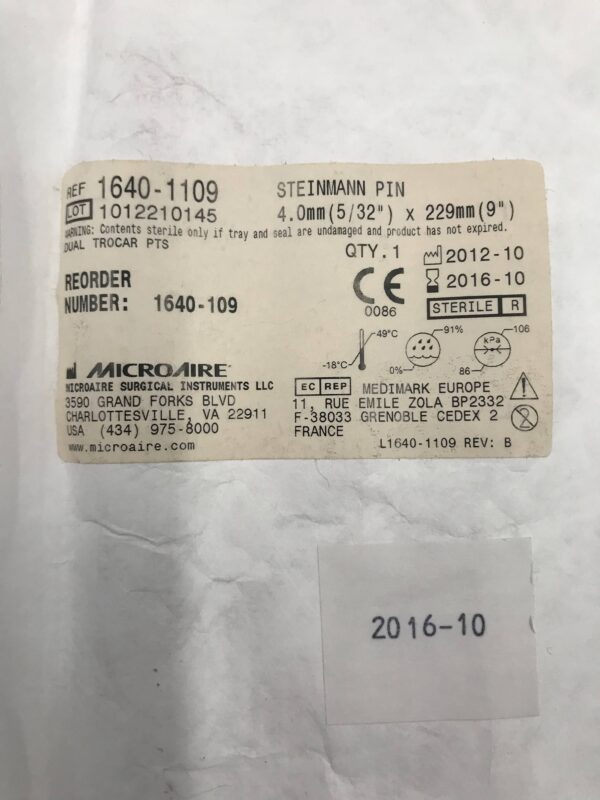 REF 1640-1109
STEINMANN PIN
LOT 1012210145
4.0mm(5/32") x 229mm(9")
WARNING: Contents sterile only if tray and seal are undamaged and product has not expired.
DUAL TROCAR PTS
QTY.1
2012-10
2016-10
CE
0086
STERILE R
REORDER
NUMBER: 1640-109
-18°C
49°C
0%
91%
kPa
86
106
MICROAIRE
MICROAIRE SURGICAL INSTRUMENTS LLC
3590 GRAND FORKS BLVD
CHARLOTTESVILLE, VA 22911
USA (434) 975-8000
www.microaire.com
EC REP MEDIMARK EUROPE
11, RUE EMILE ZOLA BP2332
F-38033 GRENOBLE CEDEX 2
FRANCE
2
L1640-1109 REV: B
2016-10